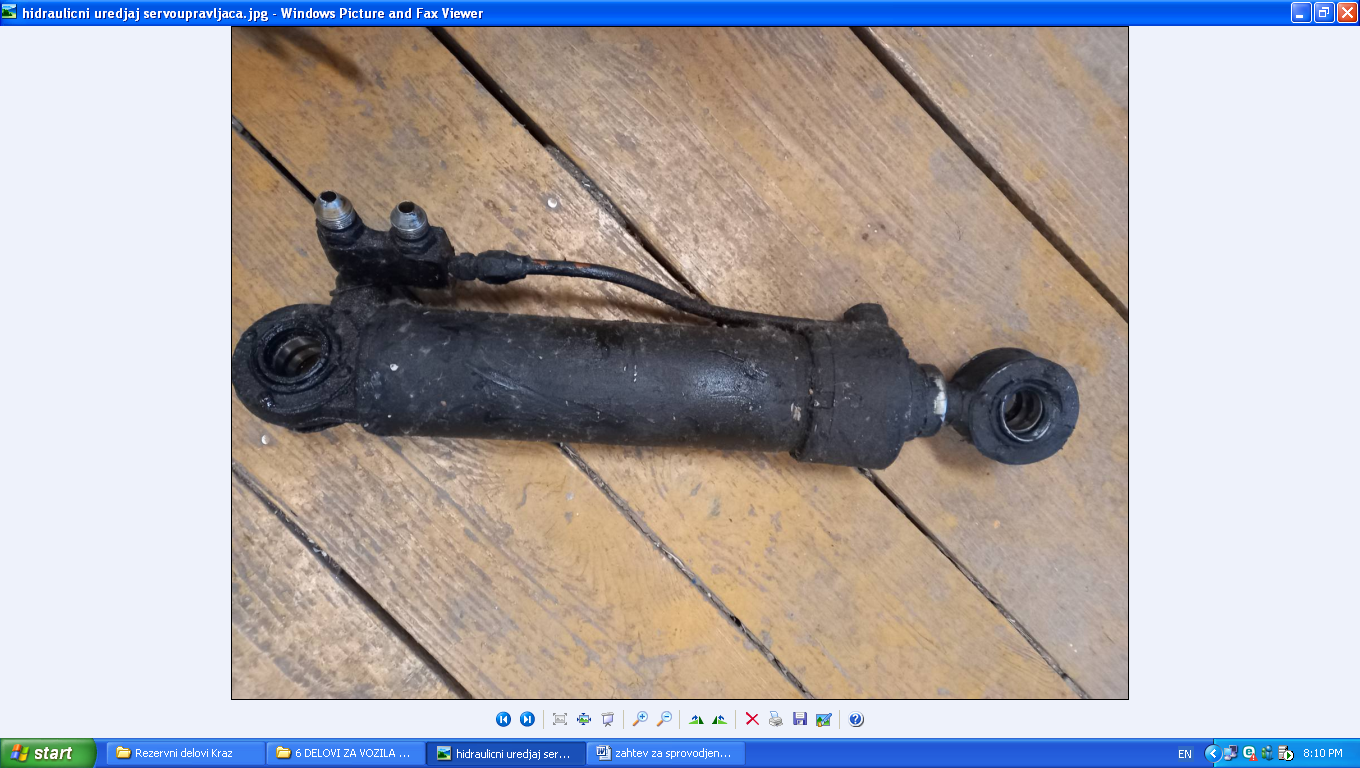 hidraulicni uredjaj servoupravljaca.jpg - Windows Picture and Fax Viewer
start
Rezervni delovi Kraz
6 DELOVI ZA VOZILA ...
hidraulicni uredjaj ser...
zahtev za sprovodjen...
EN
8:10 PM